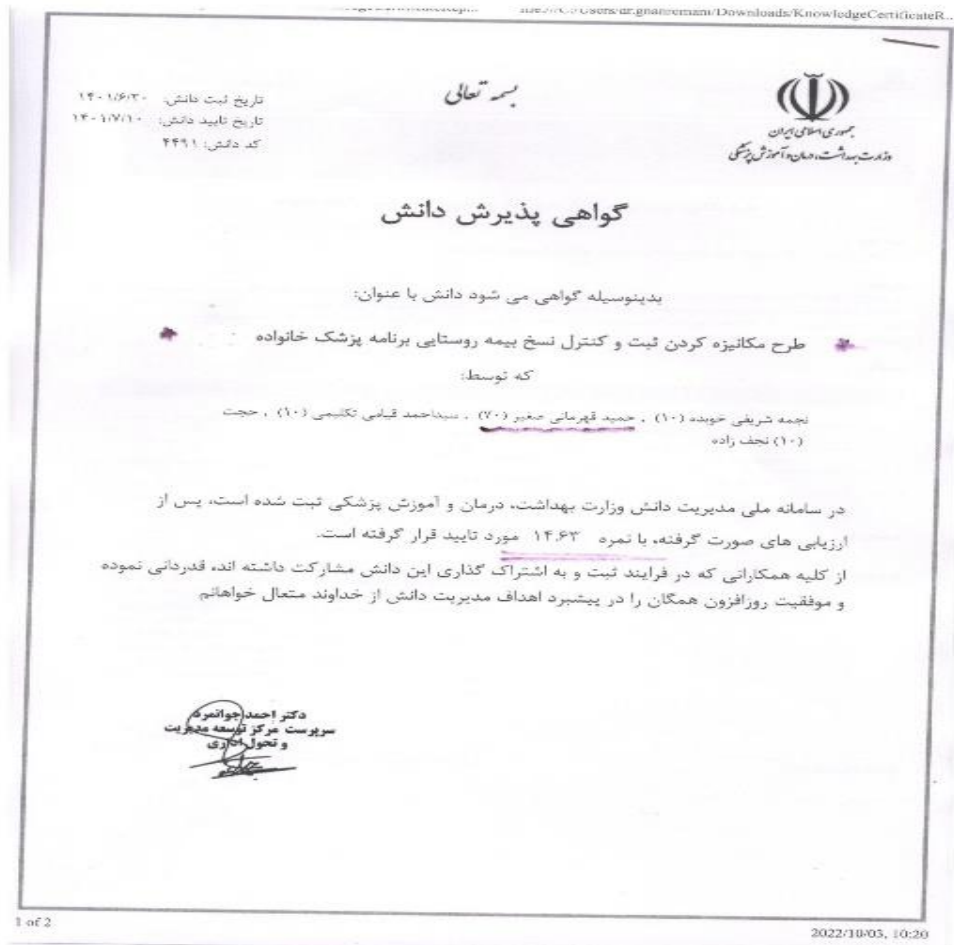 file:///C:/Users/dr.ghahremani/Downloads/KnowledgeCertificateR...
بسمه تعالی
جمهوری اسلامی ایران
وزارت بهداشت، درمان و آموزش پزشکی
تاریخ ثبت دانش: ۱۴۰۱/۶/۳۰
تاریخ تایید دانش: ۱۴۰۱/۷/۱۰
کد دانش: ۴۴۹۱
گواهی پذیرش دانش
بدینوسیله گواهی می شود دانش با عنوان:
طرح مکانیزه کردن ثبت و کنترل نسخ بیمه روستایی برنامه پزشک خانواده
که توسط:
نجمه شریفی خویده (۱۰) , حمید قهرمانی صغیر (۷۰) , سیداحمد قیامی تکلیمی (۱۰) , حجت
(۱۰) نجف زاده
در سامانه ملی مدیریت دانش وزارت بهداشت، درمان و آموزش پزشکی ثبت شده است، پس از
ارزیابی های صورت گرفته، با نمره ۱۴.۶۳ مورد تایید قرار گرفته است.
از کلیه همکارانی که در فرایند ثبت و به اشتراک گذاری این دانش مشارکت داشته اند، قدردانی نموده
و موفقیت روزافزون همگان را در پیشبرد اهداف مدیریت دانش از خداوند متعال خواهانم
دکتر احمد جوانمرد
سرپرست مرکز توسعه مدیریت
و تحول اداری
1 of 2
2022/10/03, 10:20